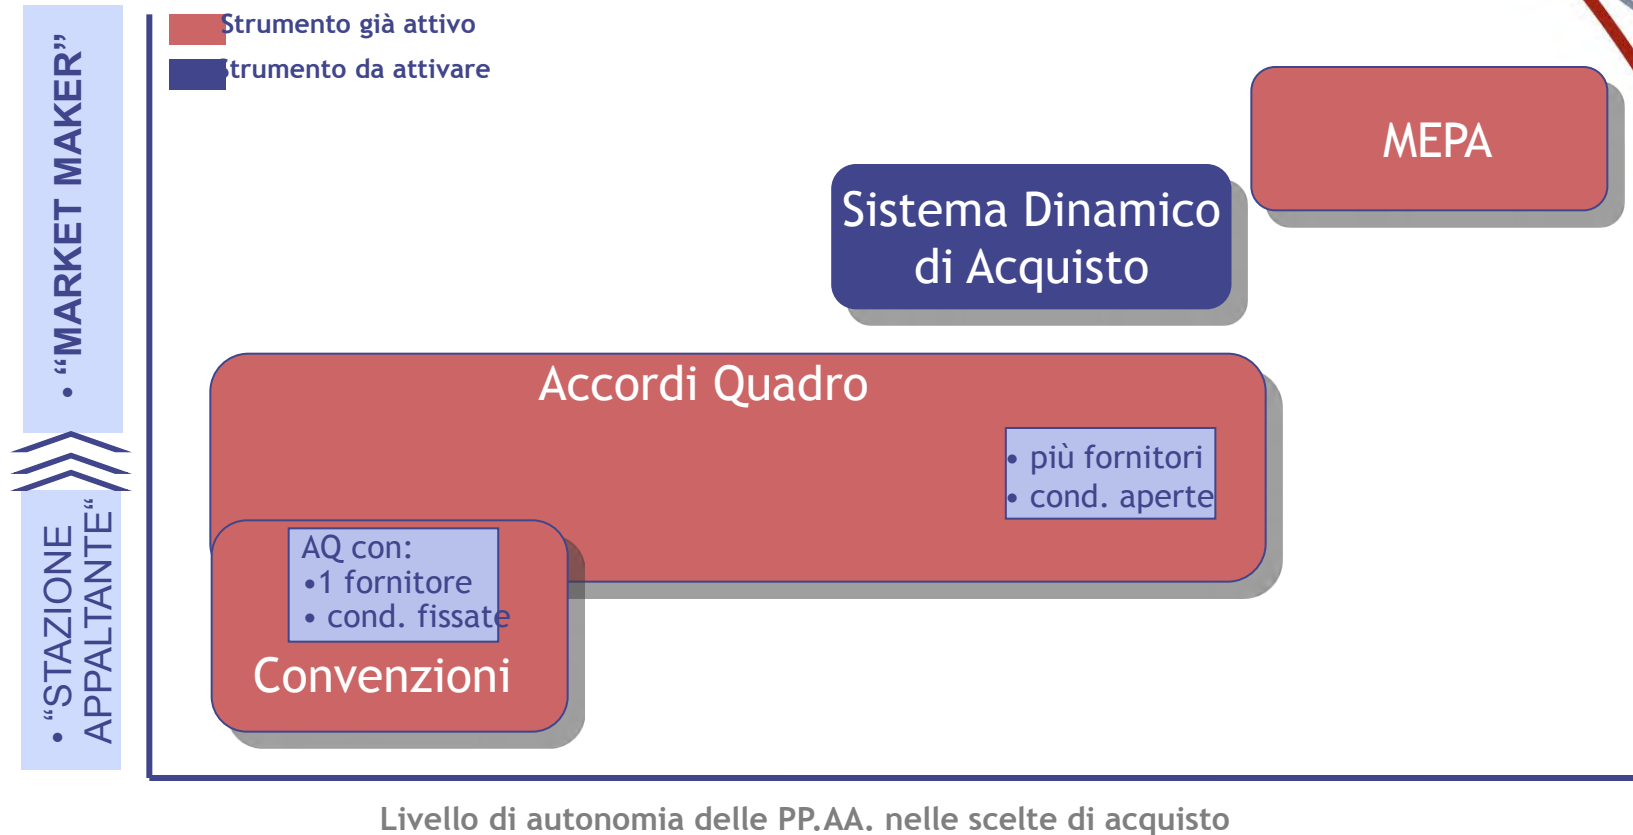 Strumento già attivo
Strumento da attivare
• “MARKET MAKER”
• “STAZIONE
APPALTANTE“
MEPA
Sistema Dinamico
di Acquisto
Accordi Quadro
• più fornitori
• cond. aperte
AQ con:
•1 fornitore
• cond. fissate
Convenzioni
Livello di autonomia delle PP.AA. nelle scelte di acquisto